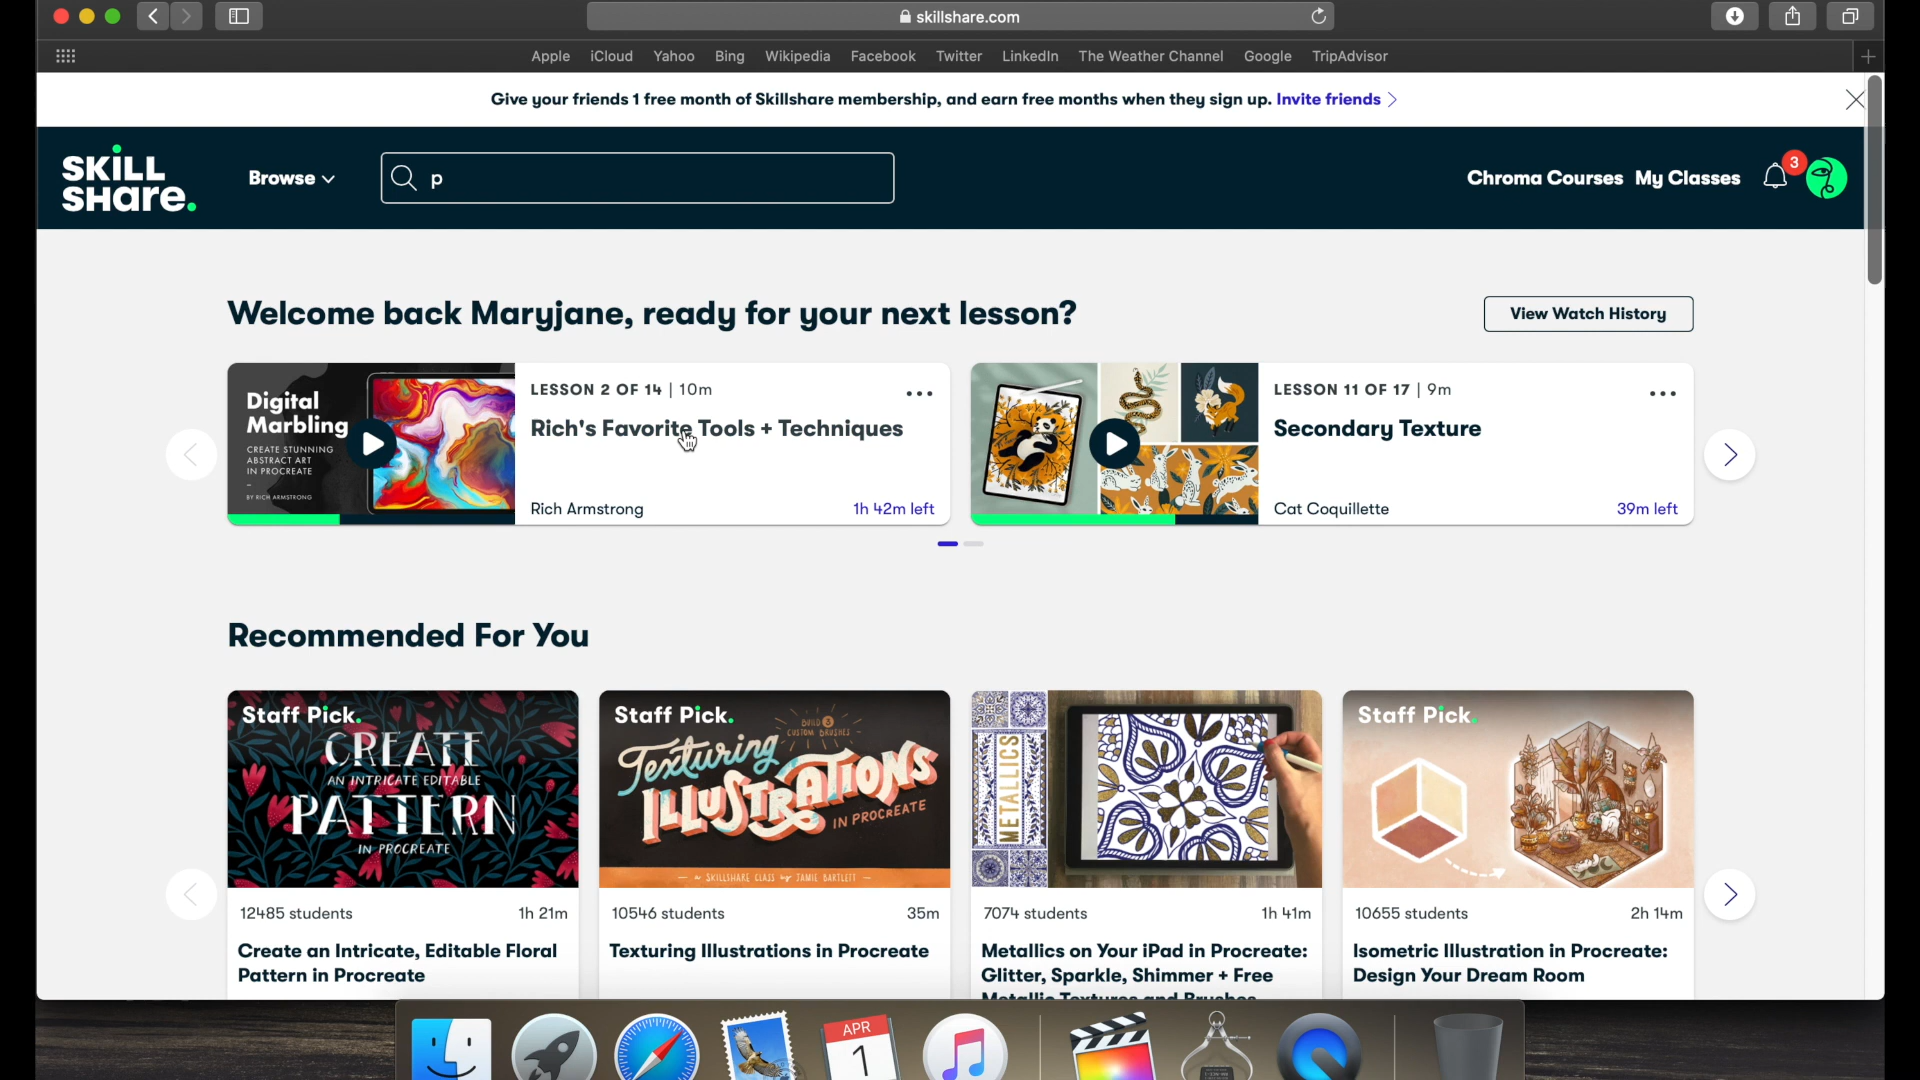 skillshare.com
Apple iCloud Yahoo Bing Wikipedia Facebook Twitter LinkedIn The Weather Channel Google TripAdvisor
Give your friends 1 free month of Skillshare membership, and earn free months when they sign up. Invite friends
SKILL
SHare.
Browse
p
Chroma Courses My Classes
3
Welcome back Maryjane, ready for your next lesson?
View Watch History
Digital
Marbling
CREATE STUNNING
ABSTRACT ART
IN PROCREATE
BY RICH ARMSTRONG
LESSON 2 OF 14 | 10m
Rich's Favorite Tools + Techniques
Rich Armstrong 1h 42m left
LESSON 11 OF 17 | 9m
Secondary Texture
Cat Coquillette 39m left
Recommended For You
Staff Pick.
CREATE
AN INTRICATE EDITABLE
PATTERN
IN PROCREATE
12485 students 1h 21m
Create an Intricate, Editable Floral
Pattern in Procreate
Staff Pick.
BUILD 3
CUSTOM BRUSHES
Texturing
ILLUSTRATIONS
IN PROCREATE
A SKILLSHARE CLASS by JAMIE BARTLETT
10546 students 35m
Texturing Illustrations in Procreate
METALLICS
7074 students 1h 41m
Metallics on Your iPad in Procreate:
Glitter, Sparkle, Shimmer + Free
Metallic Textures and Brushes
Staff Pick.
10655 students 2h 14m
Isometric Illustration in Procreate:
Design Your Dream Room
APR
1